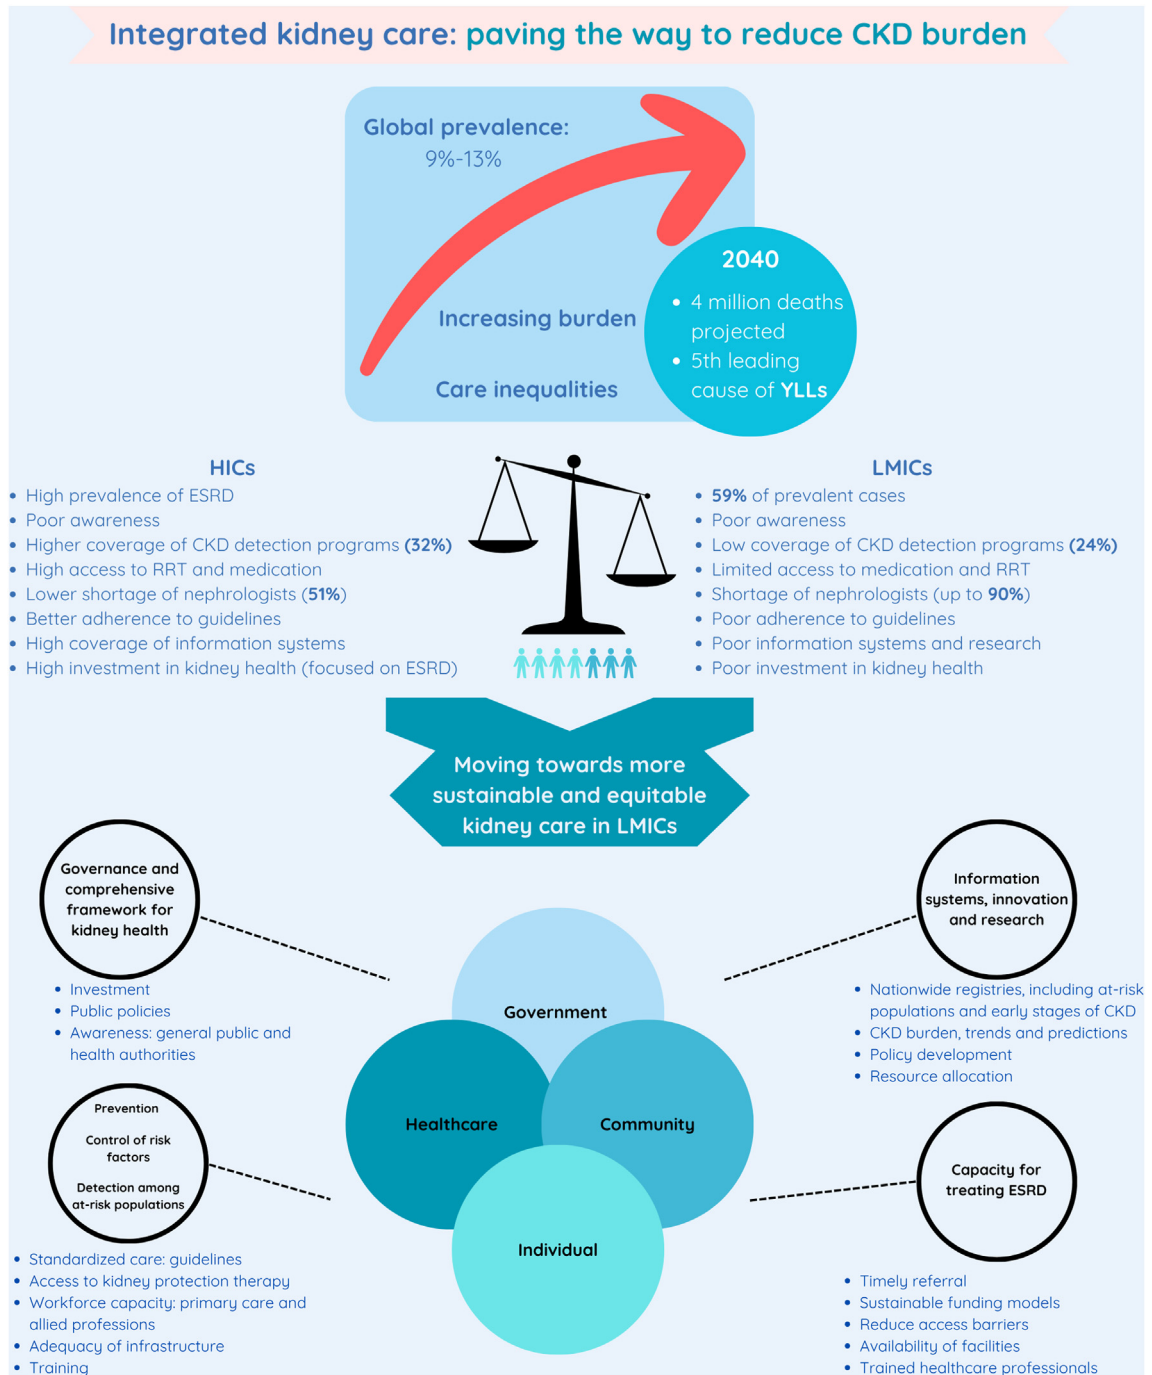 Integrated kidney care: paving the way to reduce CKD burden
Global prevalence:
9%-13%
Increasing burden
Care inequalities
2040
• 4 million deaths
projected
• 5th leading
cause of YLLs
HICs
• High prevalence of ESRD
• Poor awareness
• Higher coverage of CKD detection programs (32%)
• High access to RRT and medication
• Lower shortage of nephrologists (51%)
• Better adherence to guidelines
• High coverage of information systems
• High investment in kidney health (focused on ESRD)
LMICs
• 59% of prevalent cases
• Poor awareness
• Low coverage of CKD detection programs (24%)
• Limited access to medication and RRT
• Shortage of nephrologists (up to 90%)
• Poor adherence to guidelines
• Poor information systems and research
• Poor investment in kidney health
Moving towards more
sustainable and equitable
kidney care in LMICs
Governance and
comprehensive
framework for
kidney health
• Investment
• Public policies
• Awareness: general public and
health authorities
Information
systems, innovation
and research
• Nationwide registries, including at-risk
populations and early stages of CKD
• CKD burden, trends and predictions
• Policy development
• Resource allocation
Government
Healthcare
Community
Individual
Prevention
Control of risk
factors
Detection among
at-risk populations
• Standardized care: guidelines
• Access to kidney protection therapy
• Workforce capacity: primary care and
allied professions
• Adequacy of infrastructure
• Training
Capacity for
treating ESRD
• Timely referral
• Sustainable funding models
• Reduce access barriers
• Availability of facilities
• Trained healthcare professionals